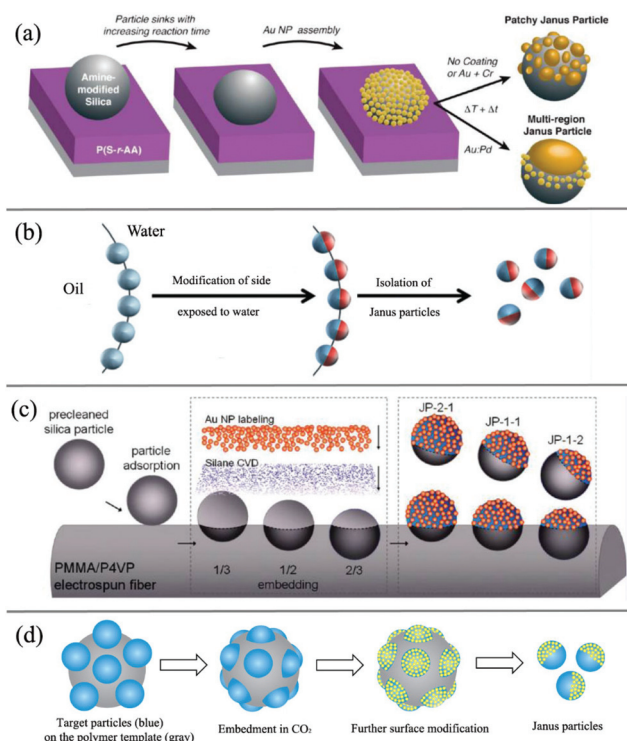 (a)
Particle sinks with
increasing reaction time
Au NP assembly
Patchy Janus Particle
Amine-
modified
Silica
P(S-r-AA)
No Coating
or Au + Cr
ΔT + Δt
Au:Pd
Multi-region
Janus Particle
(b)
Water
Oil
Modification of side
exposed to water
Isolation of
Janus particles
(c)
precleaned
silica particle
particle
adsorption
Au NP labeling
Silane CVD
JP-2-1
JP-1-1
JP-1-2
PMMA/P4VP
electrospun fiber
1/3
1/2
2/3
embedding
(d)
Target particles (blue)
on the polymer template (gray)
Embedment in CO₂
Further surface modification
Janus particles